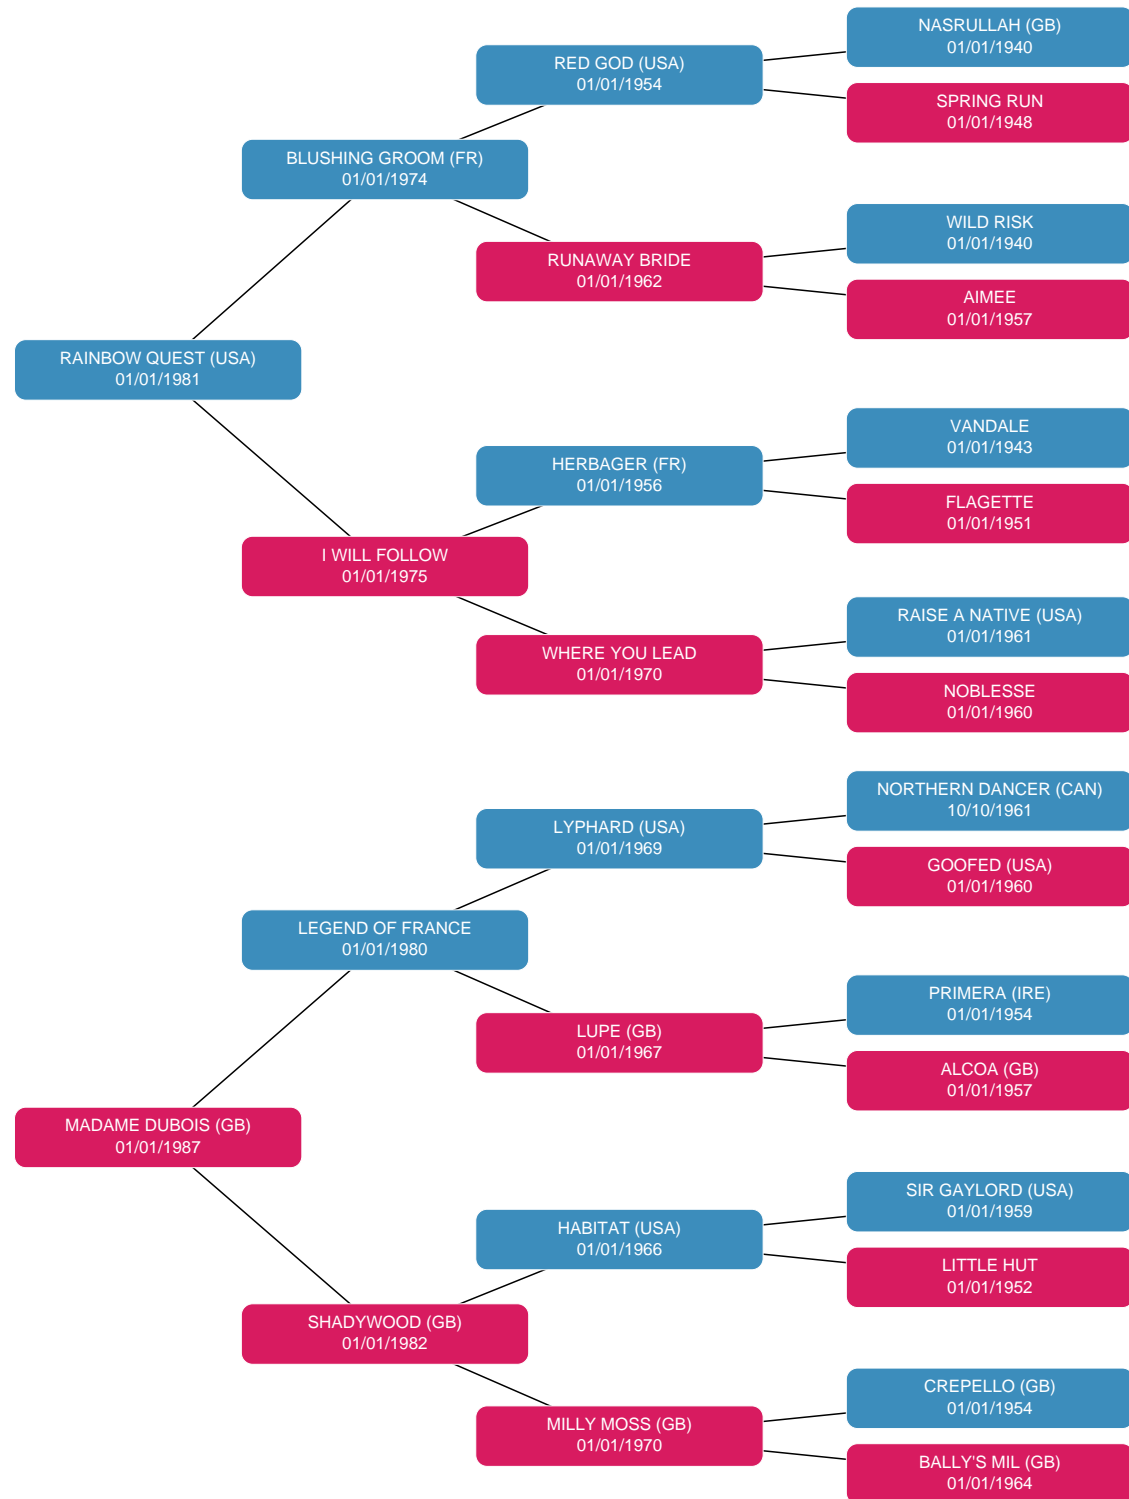 NASRULLAH (GB)
01/01/1940
RED GOD (USA)
01/01/1954
SPRING RUN
01/01/1948
BLUSHING GROOM (FR)
01/01/1974
WILD RISK
01/01/1940
RUNAWAY BRIDE
01/01/1962
AIMEE
01/01/1957
RAINBOW QUEST (USA)
01/01/1981
VANDALE
01/01/1943
HERBAGER (FR)
01/01/1956
FLAGETTE
01/01/1951
I WILL FOLLOW
01/01/1975
RAISE A NATIVE (USA)
01/01/1961
WHERE YOU LEAD
01/01/1970
NOBLESSE
01/01/1960
NORTHERN DANCER (CAN)
10/10/1961
LYPHARD (USA)
01/01/1969
GOOFED (USA)
01/01/1960
LEGEND OF FRANCE
01/01/1980
PRIMERA (IRE)
01/01/1954
LUPE (GB)
01/01/1967
ALCOA (GB)
01/01/1957
MADAME DUBOIS (GB)
01/01/1987
SIR GAYLORD (USA)
01/01/1959
HABITAT (USA)
01/01/1966
LITTLE HUT
01/01/1952
SHADYWOOD (GB)
01/01/1982
CREPELLO (GB)
01/01/1954
MILLY MOSS (GB)
01/01/1970
BALLY'S MIL (GB)
01/01/1964